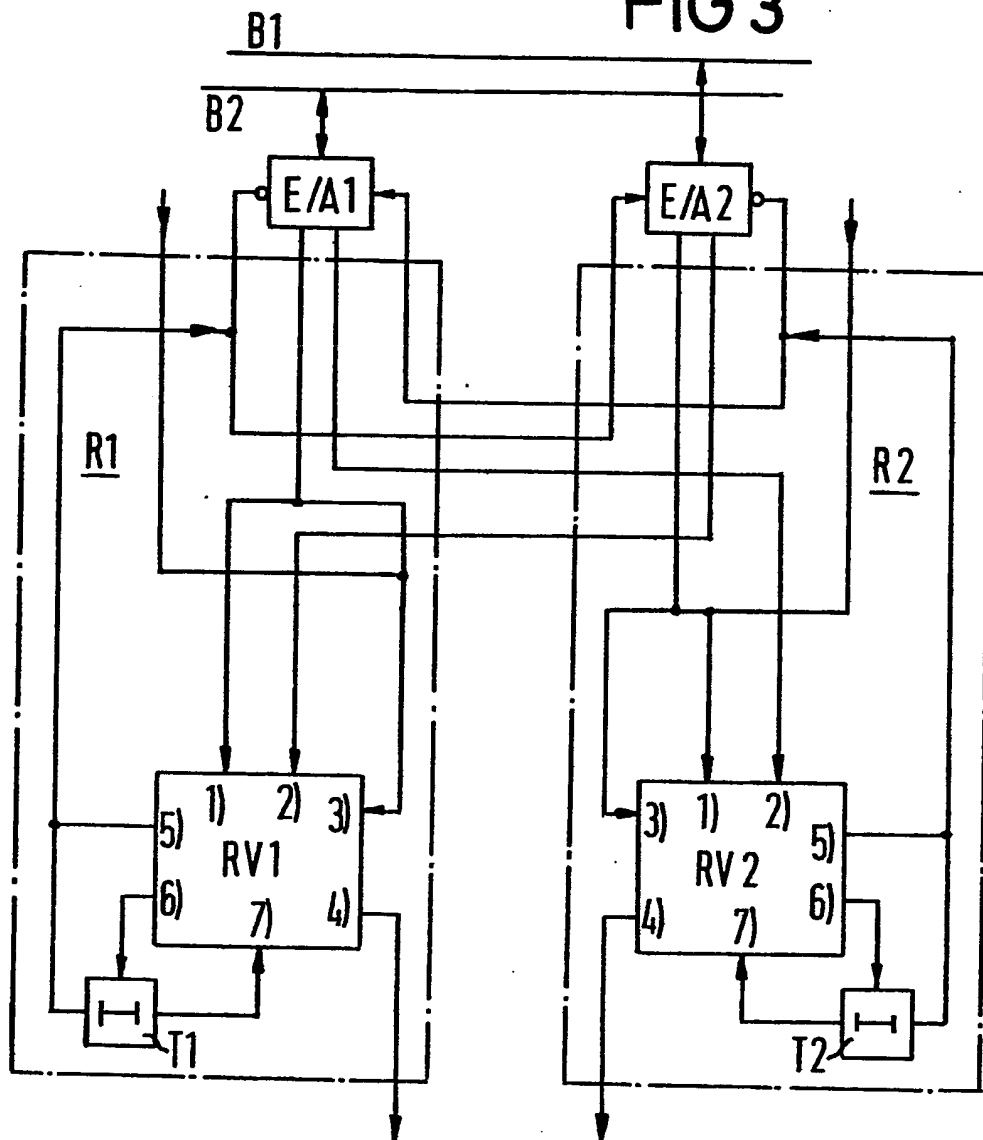 FIG 3
B1
B2
E/A1
E/A2
R1
R2
1)
2)
3)
5)
RV1
6)
4)
7)
T1
1)
2)
3)
5)
RV2
6)
4)
7)
T2